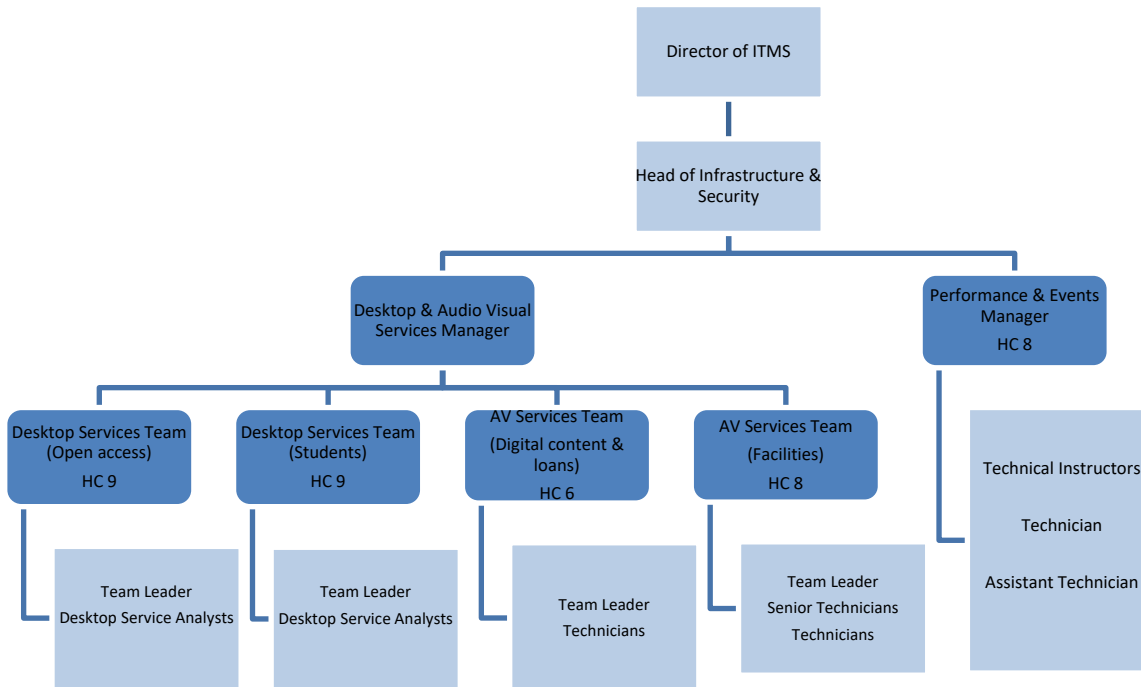 Director of ITMS
Head of Infrastructure &
Security
Desktop & Audio Visual
Services Manager
Performance & Events
Manager
HC 8
Desktop Services Team
(Open access)
HC 9
Desktop Services Team
(Students)
HC 9
AV Services Team
(Digital content &
loans)
HC 6
AV Services Team
(Facilities)
HC 8
Technical Instructors
Technician
Assistant Technician
Team Leader
Desktop Service Analysts
Team Leader
Desktop Service Analysts
Team Leader
Technicians
Team Leader
Senior Technicians
Technicians